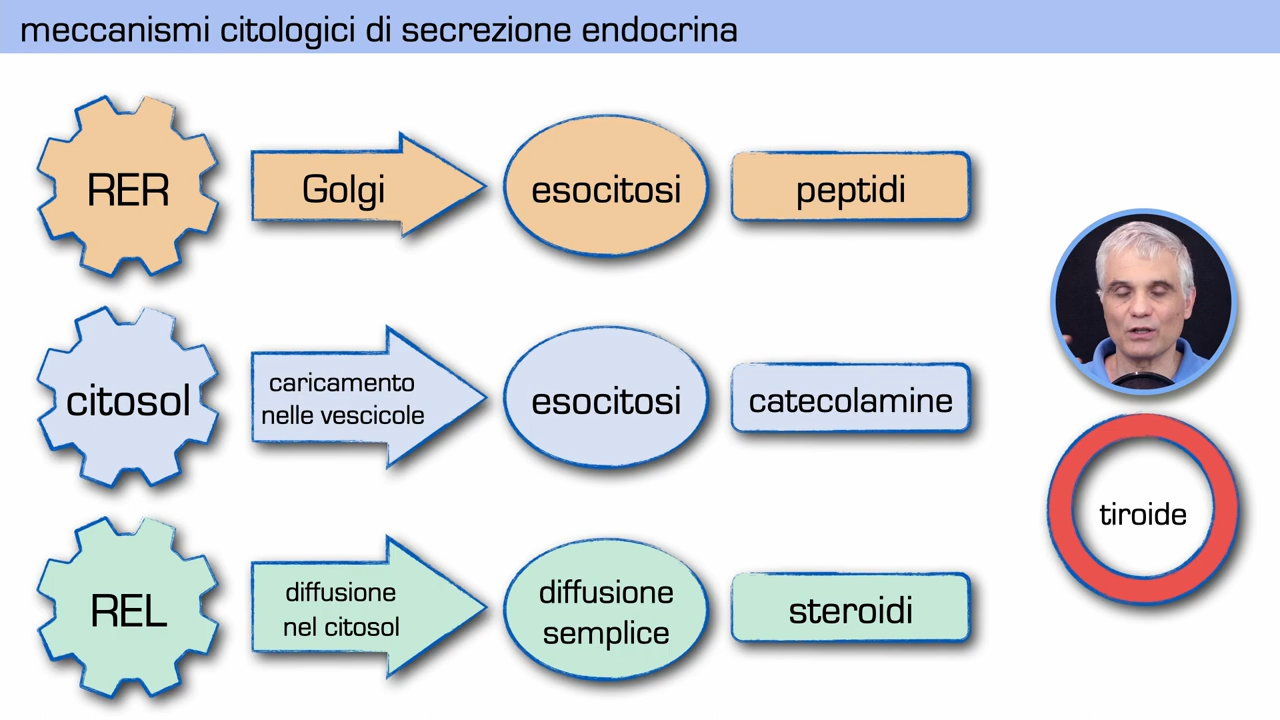 meccanismi citologici di secrezione endocrina
RER
Golgi
esocitosi
peptidi
citosol
caricamento
nelle vescicole
esocitosi
catecolamine
tiroide
REL
diffusione
nel citosol
diffusione
semplice
steroidi